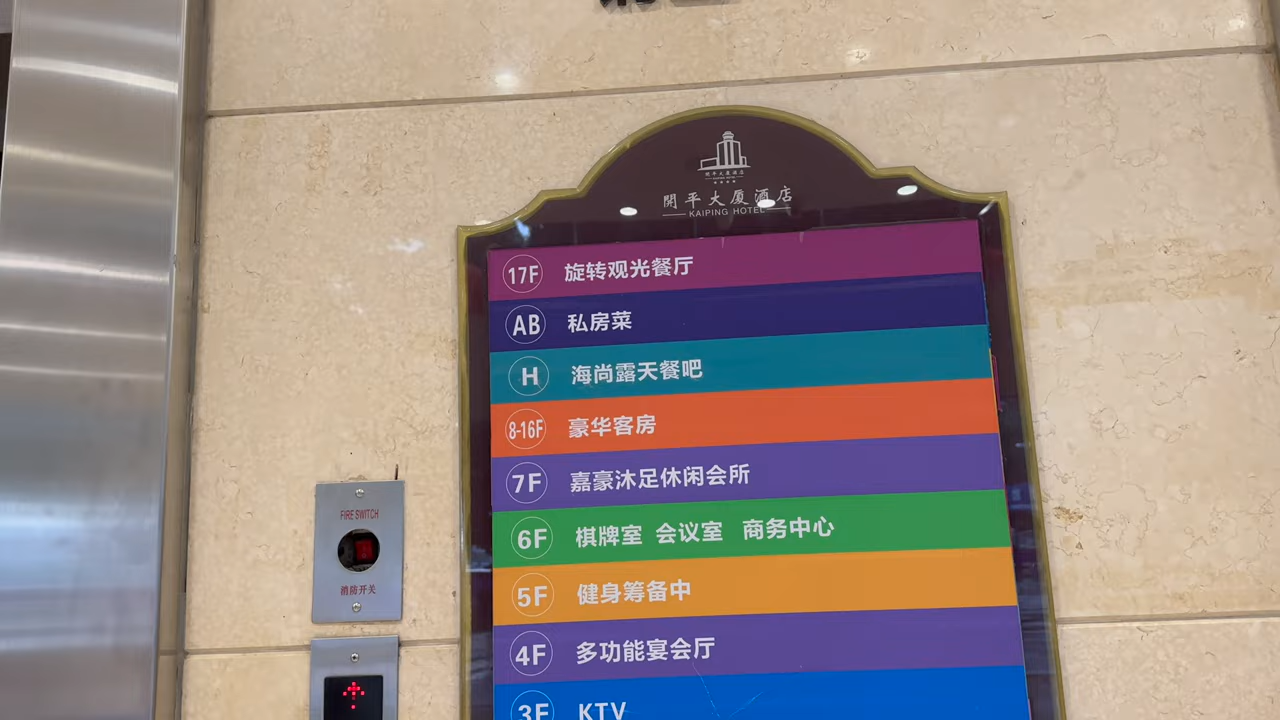 開平大厦酒店
KAIPING HOTEL
17F 旋转观光餐厅
AB 私房菜
H 海尚露天餐吧
8-16F 豪华客房
7F 嘉豪沐足休闲会所
6F 棋牌室 会议室 商务中心
5F 健身筹备中
4F 多功能宴会厅
3F KTV
FIRE SWITCH
消防开关